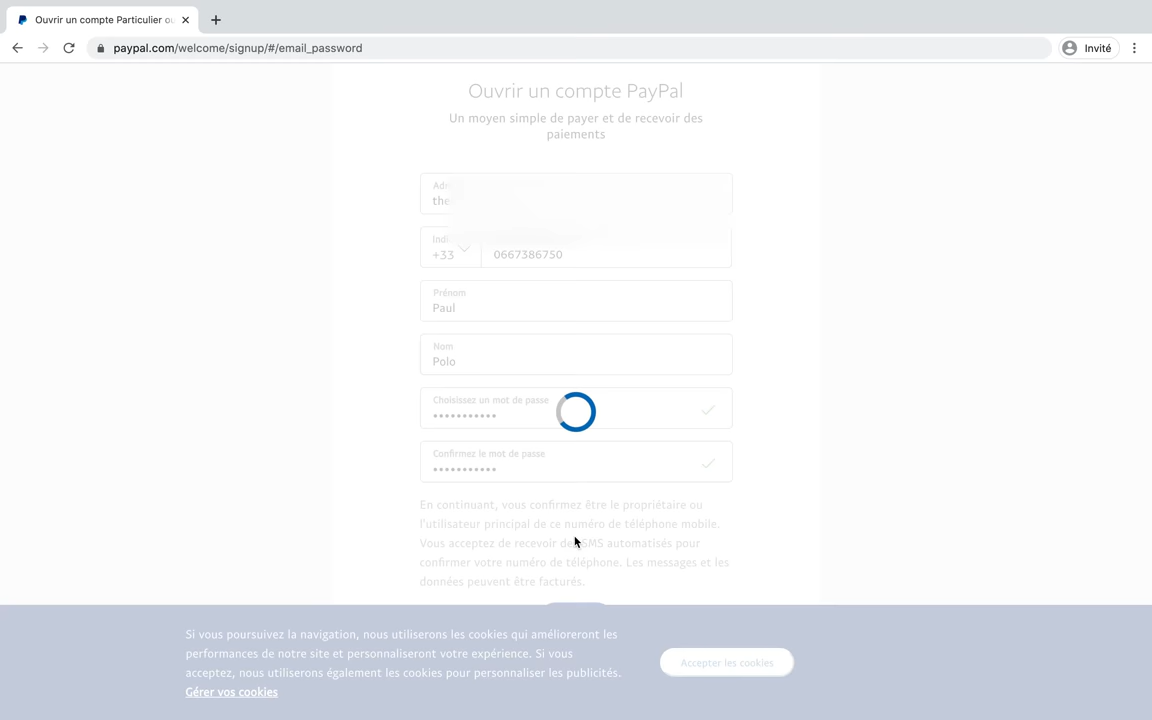 Ouvrir un compte Particulier ou
paypal.com/welcome/signup/#/email_password
Invité
Ouvrir un compte PayPal
Un moyen simple de payer et de recevoir des
paiements
the
+33
0667386750
Prénom
Paul
Nom
Polo
Choisissez un mot de passe
•••••••••••
Confirmez le mot de passe
•••••••••••
En continuant, vous confirmez être le propriétaire ou
l'utilisateur principal de ce numéro de téléphone mobile.
Vous acceptez de recevoir des SMS automatisés pour
confirmer votre numéro de téléphone. Les messages et les
données peuvent être facturés.
Si vous poursuivez la navigation, nous utiliserons les cookies qui amélioreront les
performances de notre site et personnaliseront votre expérience. Si vous
acceptez, nous utiliserons également les cookies pour personnaliser les publicités.
Gérer vos cookies
Accepter les cookies